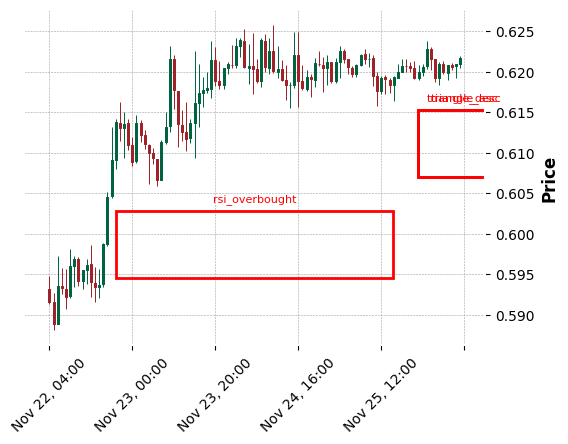 0.625
0.620
0.615
0.610
0.605
0.600
0.595
0.590
Price
rsi_overbought
Nov 22, 04:00
Nov 23, 00:00
Nov 23, 20:00
Nov 24, 16:00
Nov 25, 12:00